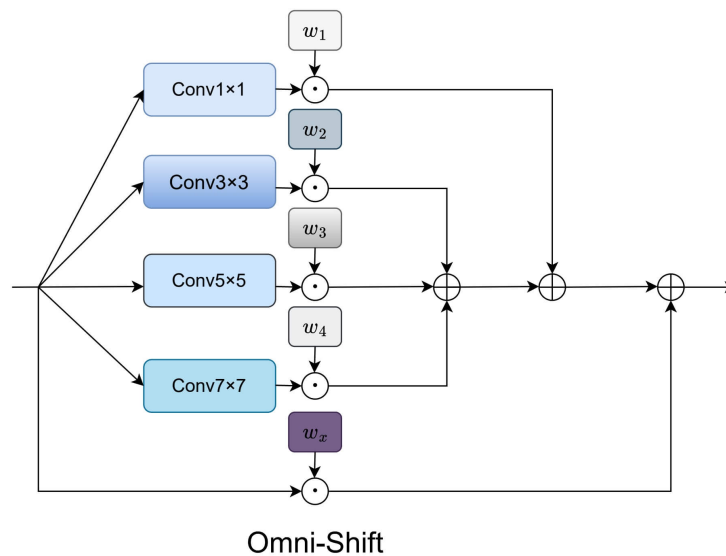 w₁
Conv1×1
w₂
Conv3×3
w₃
Conv5×5
w₄
Conv7×7
wₓ
Omni-Shift